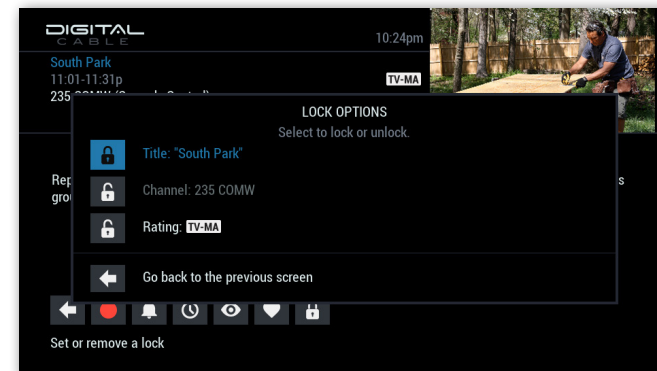 DIGITAL
CABLE
10:24pm
South Park
11:01-11:31p
TV-MA
235
LOCK OPTIONS
Select to lock or unlock.
Title: "South Park"
Channel: 235 COMW
Rating: TV-MA
Go back to the previous screen
Set or remove a lock